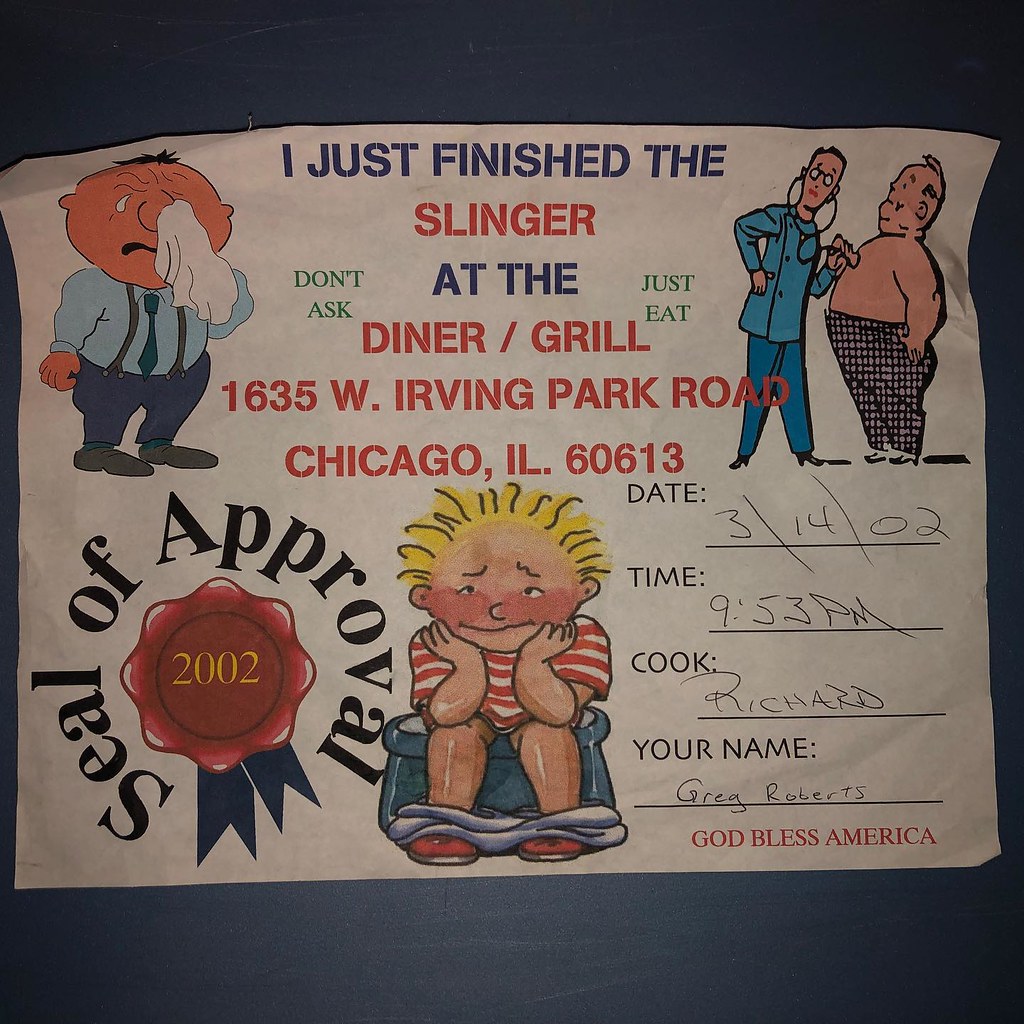 I JUST FINISHED THE
SLINGER
AT THE
DON'T
ASK
JUST
EAT
DINER / GRILL
1635 W. IRVING PARK ROAD
CHICAGO, IL. 60613
Seal of Approval
2002
DATE:
3\14\02
TIME:
9:53PM
COOK:
RICHARD
YOUR NAME:
Greg Roberts
GOD BLESS AMERICA